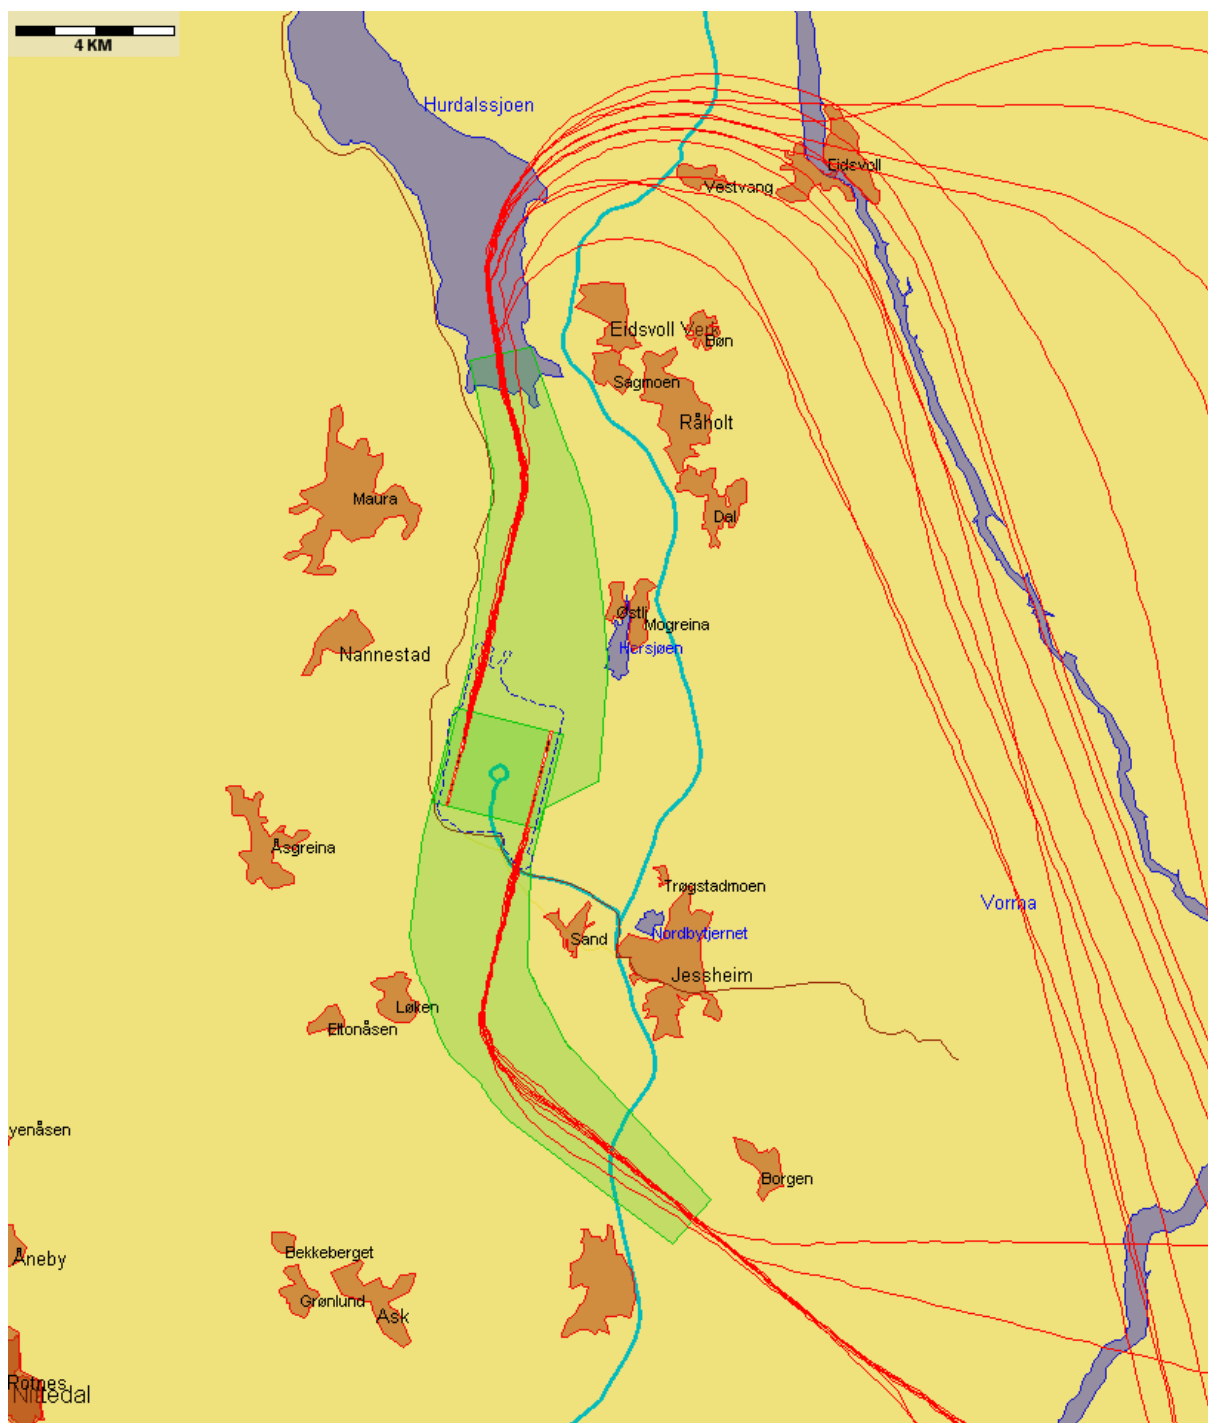 4 KM
Hurdalssjoen
Eidsvoll
Vestvang
Eidsvoll Verk
Bøn
Sagmoen
Råholt
Maura
Dal
Østli
Mogreina
Hersjøen
Nannestad
Åsgreina
Trøgstadmoen
Vorma
Nordbytjernet
Sand
Jessheim
Løken
Eltonåsen
yenåsen
Borgen
Bekkeberget
Åneby
Grønlund
Ask
Rotnes
Nittedal